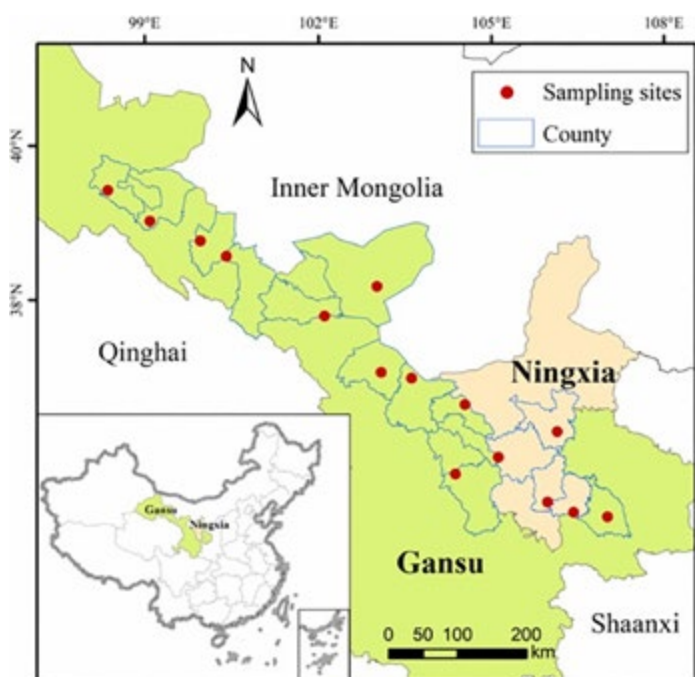 99°E 102°E 105°E 108°E
N
Sampling sites
County
40°N
Inner Mongolia
38°N
Qinghai
Ningxia
Gansu
Ningxia
Gansu
Shaanxi
0 50 100 200
km